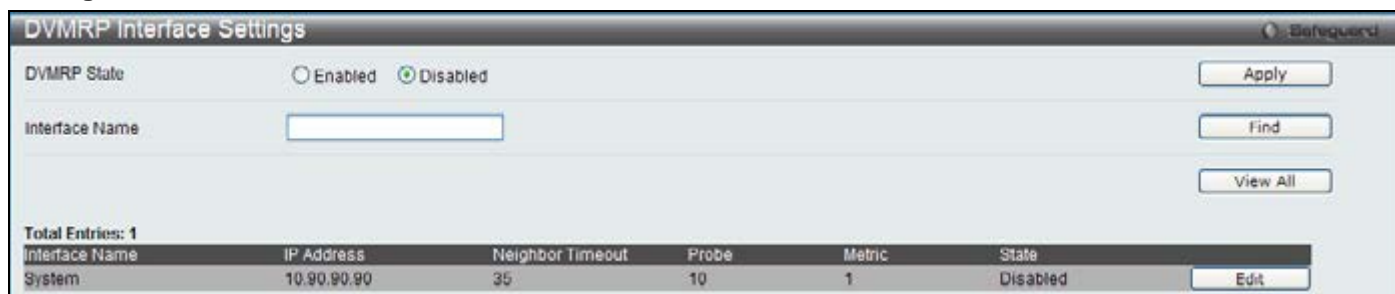 DVMRP Interface Settings Safeguard
DVMRP State Enabled Disabled Apply
Interface Name Find
View All
Total Entries: 1
Interface Name IP Address Neighbor Timeout Probe Metric State
System 10.90.90.90 35 10 1 Disabled Edit